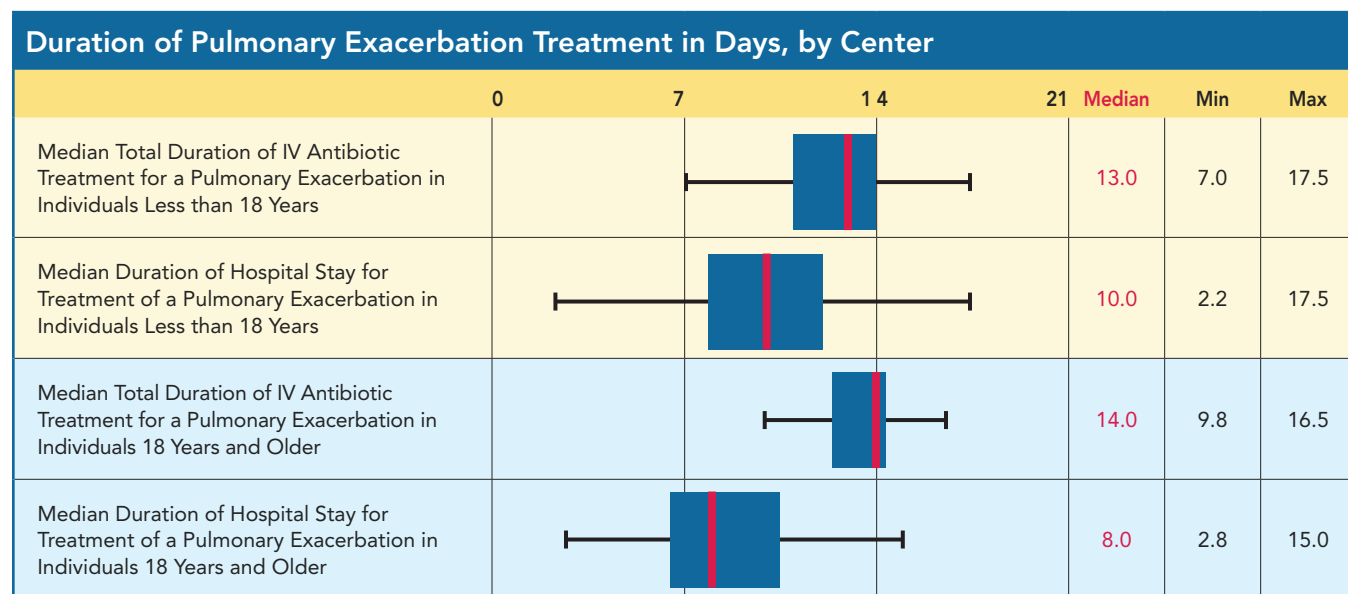 Duration of Pulmonary Exacerbation Treatment in Days, by Center
0 7 14 21 Median Min Max
Median Total Duration of IV Antibiotic
Treatment for a Pulmonary Exacerbation in
Individuals Less than 18 Years
13.0 7.0 17.5
Median Duration of Hospital Stay for
Treatment of a Pulmonary Exacerbation in
Individuals Less than 18 Years
10.0 2.2 17.5
Median Total Duration of IV Antibiotic
Treatment for a Pulmonary Exacerbation in
Individuals 18 Years and Older
14.0 9.8 16.5
Median Duration of Hospital Stay for
Treatment of a Pulmonary Exacerbation in
Individuals 18 Years and Older
8.0 2.8 15.0